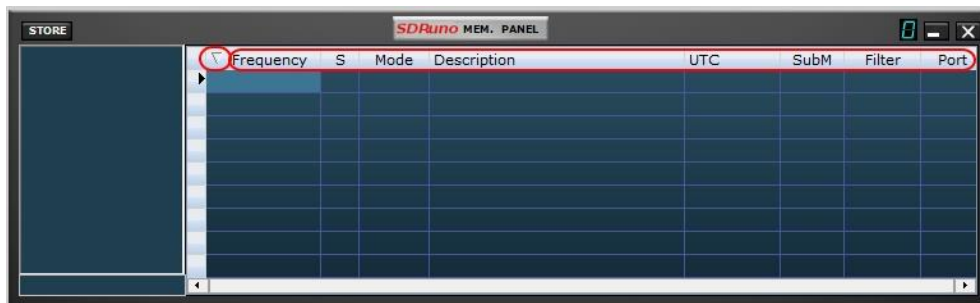 STORE SDRuno MEM. PANEL 0
Frequency S Mode Description UTC SubM Filter Port